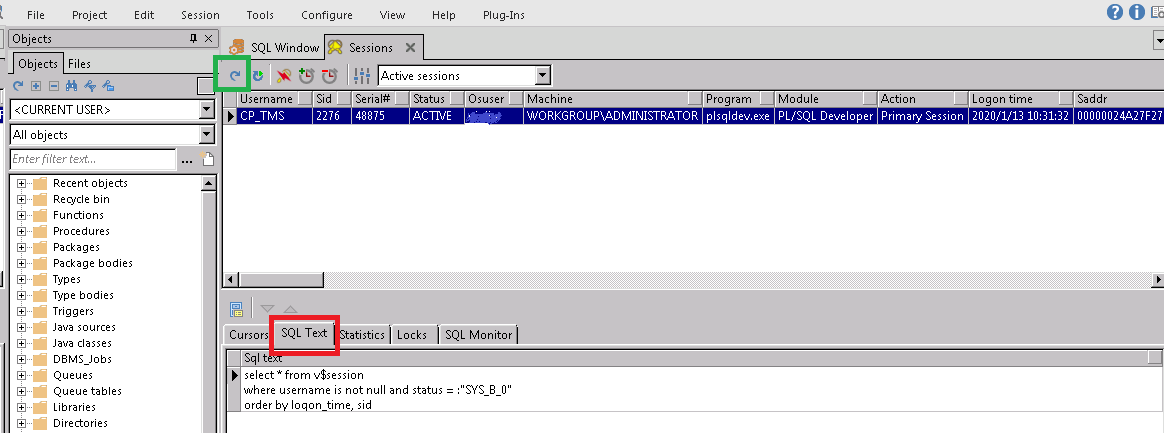 File Project Edit Session Tools Configure View Help Plug-Ins
Objects
Objects Files
<CURRENT USER>
All objects
Enter filter text...
Recent objects
Recycle bin
Functions
Procedures
Packages
Package bodies
Types
Type bodies
Triggers
Java sources
Java classes
DBMS_Jobs
Queues
Queue tables
Libraries
Directories
SQL Window Sessions
Active sessions
Username Sid Serial# Status Osuser Machine Program Module Action Logon time Saddr
CP_TMS 2276 48875 ACTIVE WORKGROUP\ADMINISTRATOR plsqldev.exe PL/SQL Developer Primary Session 2020/1/13 10:31:32 00000024A27F27
Cursors SQL Text Statistics Locks SQL Monitor
Sql text
select * from v$session
where username is not null and status = :"SYS_B_0"
order by logon_time, sid